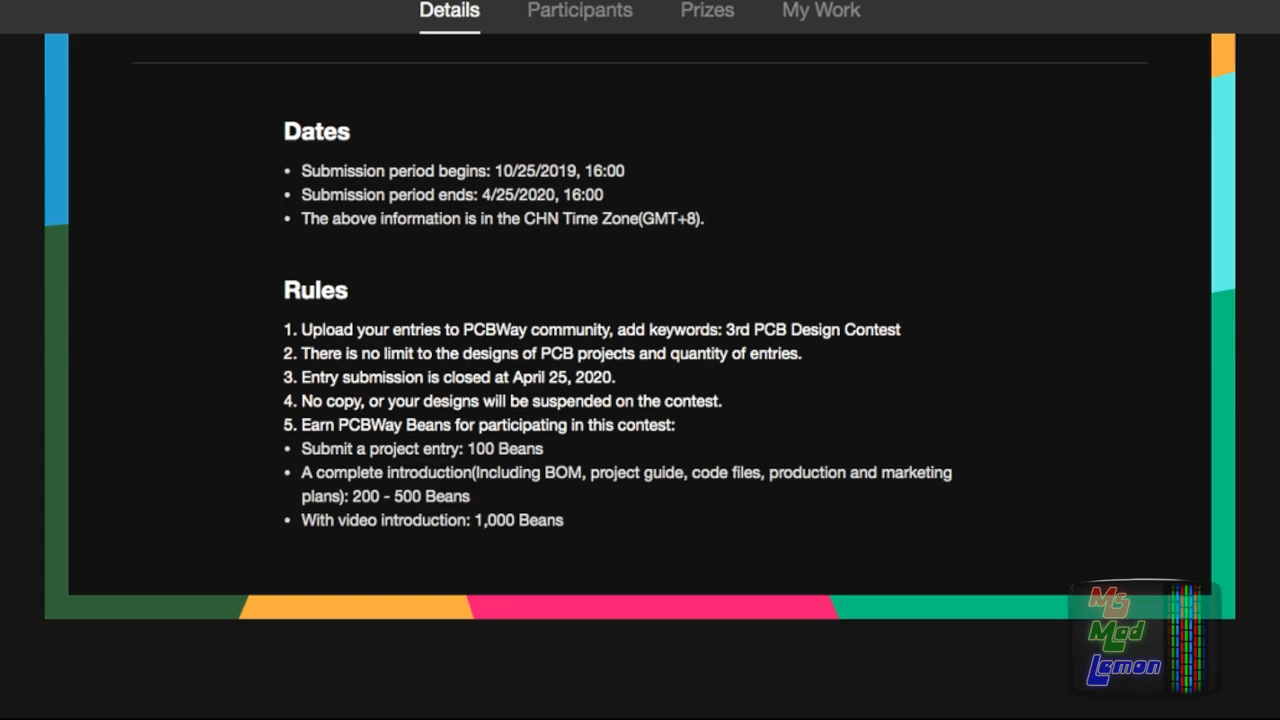 Details Participants Prizes My Work
Dates
• Submission period begins: 10/25/2019, 16:00
• Submission period ends: 4/25/2020, 16:00
• The above information is in the CHN Time Zone(GMT+8).
Rules
1. Upload your entries to PCBWay community, add keywords: 3rd PCB Design Contest
2. There is no limit to the designs of PCB projects and quantity of entries.
3. Entry submission is closed at April 25, 2020.
4. No copy, or your designs will be suspended on the contest.
5. Earn PCBWay Beans for participating in this contest:
• Submit a project entry: 100 Beans
• A complete introduction(Including BOM, project guide, code files, production and marketing
plans): 200 - 500 Beans
• With video introduction: 1,000 Beans
Ms
Mad
Lemon